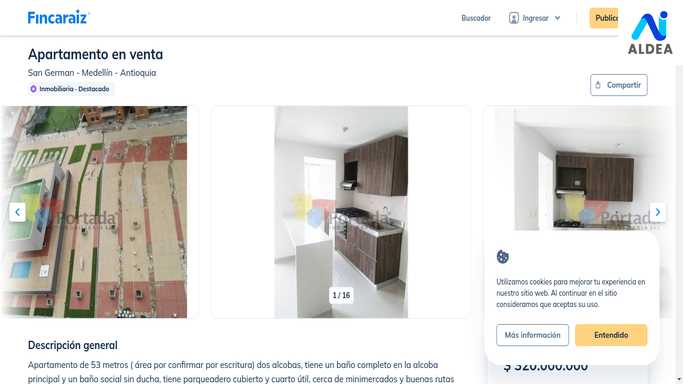 Fincaraiz
Buscador
Ingresar
Publica
ALDEA
Apartamento en venta
San German - Medellín - Antioquia
Inmobiliaria - Destacado
Compartir
Portada
Portada
1 / 16
Utilizamos cookies para mejorar tu experiencia en
nuestro sitio web. Al continuar en el sitio
consideramos que aceptas su uso.
Más información
Entendido
$ 320.000.000
Descripción general
Apartamento de 53 metros ( área por confirmar por escritura) dos alcobas, tiene un baño completo en la alcoba
principal y un baño social sin ducha, tiene parqueadero cubierto y cuarto útil, cerca de minimercados y buenas rutas